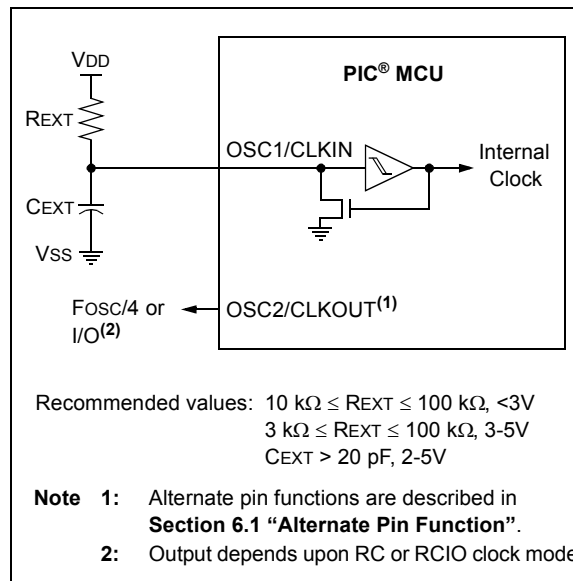 VDD
PIC® MCU
REXT
OSC1/CLKIN
Internal
Clock
CEXT
VSS
FOSC/4 or
I/O(2)
OSC2/CLKOUT(1)
Recommended values: 10 kΩ ≤ REXT ≤ 100 kΩ, <3V
3 kΩ ≤ REXT ≤ 100 kΩ, 3-5V
CEXT > 20 pF, 2-5V
Note 1: Alternate pin functions are described in
Section 6.1 “Alternate Pin Function”.
2: Output depends upon RC or RCIO clock mode